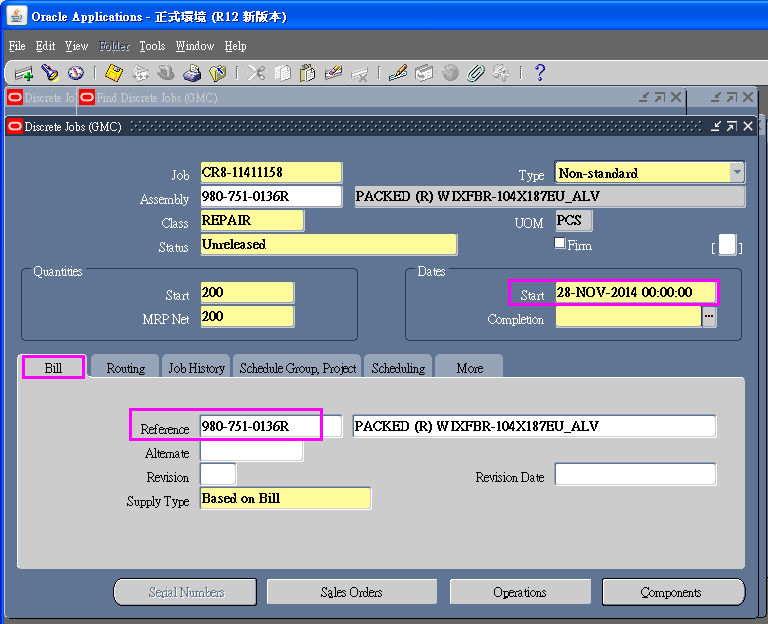 Oracle Applications - 正式環境 (R12 新版本)
File Edit View Folder Tools Window Help
Discrete Jo Find Discrete Jobs (GMC)
Discrete Jobs (GMC)
Job CR8-11411158 Type Non-standard
Assembly 980-751-0136R PACKED (R) WIXFBR-104X187EU_ALV
Class REPAIR UOM PCS
Status Unreleased Firm [ ]
Quantities Dates
Start 200 Start 28-NOV-2014 00:00:00
MRP Net 200 Completion ...
Bill Routing Job History Schedule Group, Project Scheduling More
Reference 980-751-0136R PACKED (R) WIXFBR-104X187EU_ALV
Alternate
Revision Revision Date
Supply Type Based on Bill
Serial Numbers Sales Orders Operations Components